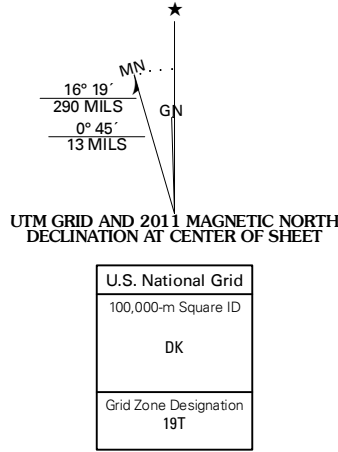 ★
MN
16° 19´
290 MILS
GN
0° 45´
13 MILS
UTM GRID AND 2011 MAGNETIC NORTH
DECLINATION AT CENTER OF SHEET
U.S. National Grid
100,000-m Square ID
DK
Grid Zone Designation
19T